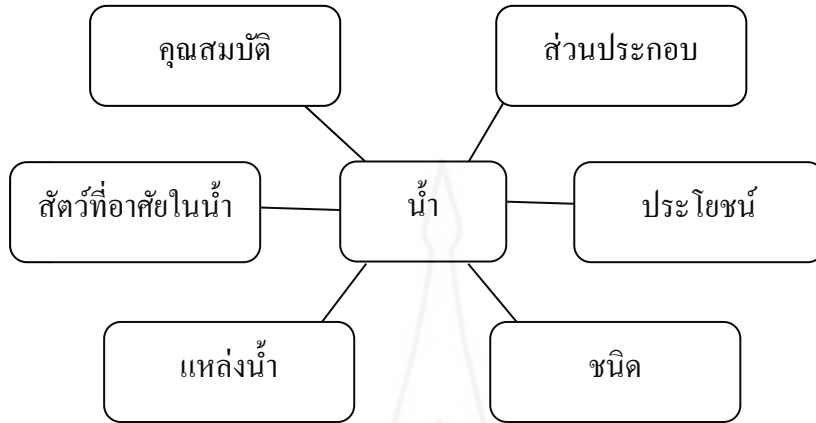 คุณสมบัติ
ส่วนประกอบ
สัตว์ที่อาศัยในน้ำ
น้ำ
ประโยชน์
แหล่งน้ำ
ชนิด